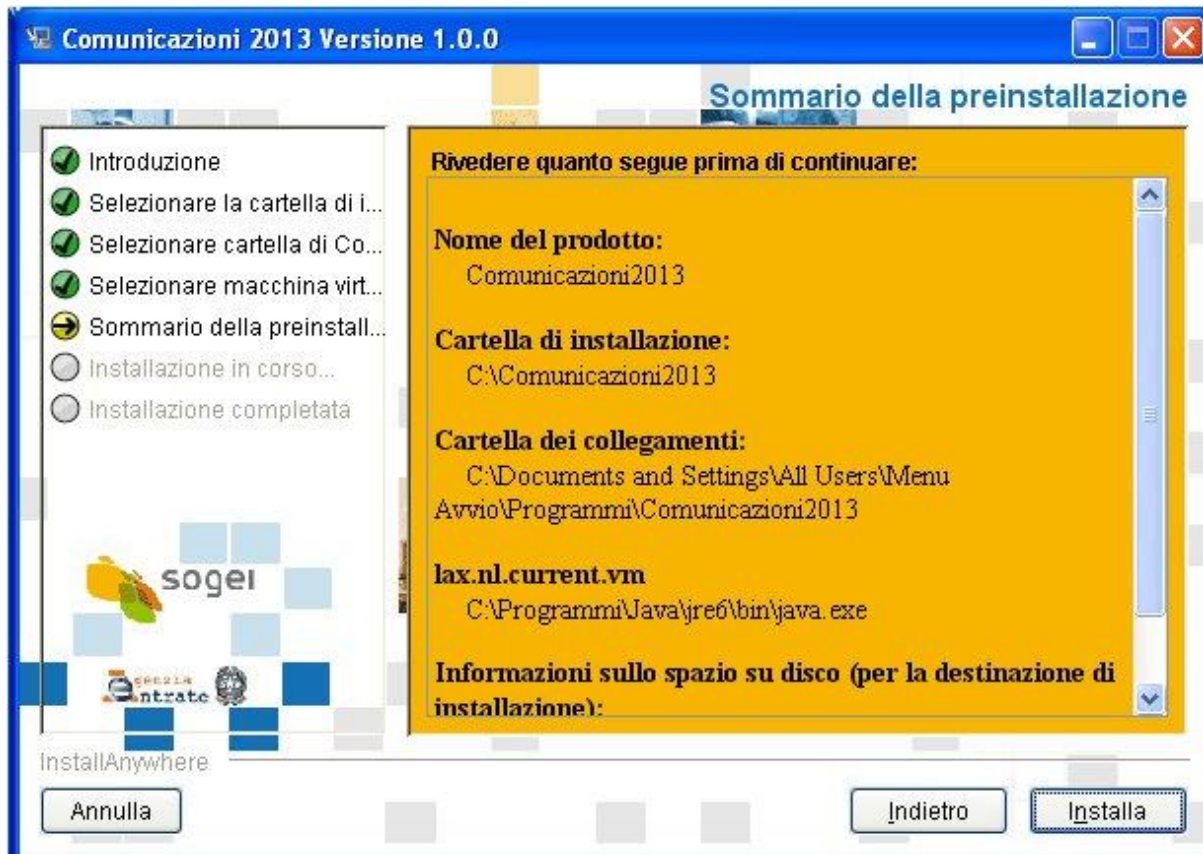 Comunicazioni 2013 Versione 1.0.0
Sommario della preinstallazione
Introduzione
Selezionare la cartella di i...
Selezionare cartella di Co...
Selezionare macchina virt...
Sommario della preinstall...
Installazione in corso...
Installazione completata
sogei
Agenzia
Entrate
Rivedere quanto segue prima di continuare:
Nome del prodotto:
Comunicazioni2013
Cartella di installazione:
C:\Comunicazioni2013
Cartella dei collegamenti:
C:\Documents and Settings\All Users\Menu
Avvio\Programmi\Comunicazioni2013
lax.nl.current.vm
C:\Programmi\Java\jre6\bin\java.exe
Informazioni sullo spazio su disco (per la destinazione di
installazione):
InstallAnywhere
Annulla
Indietro
Installa